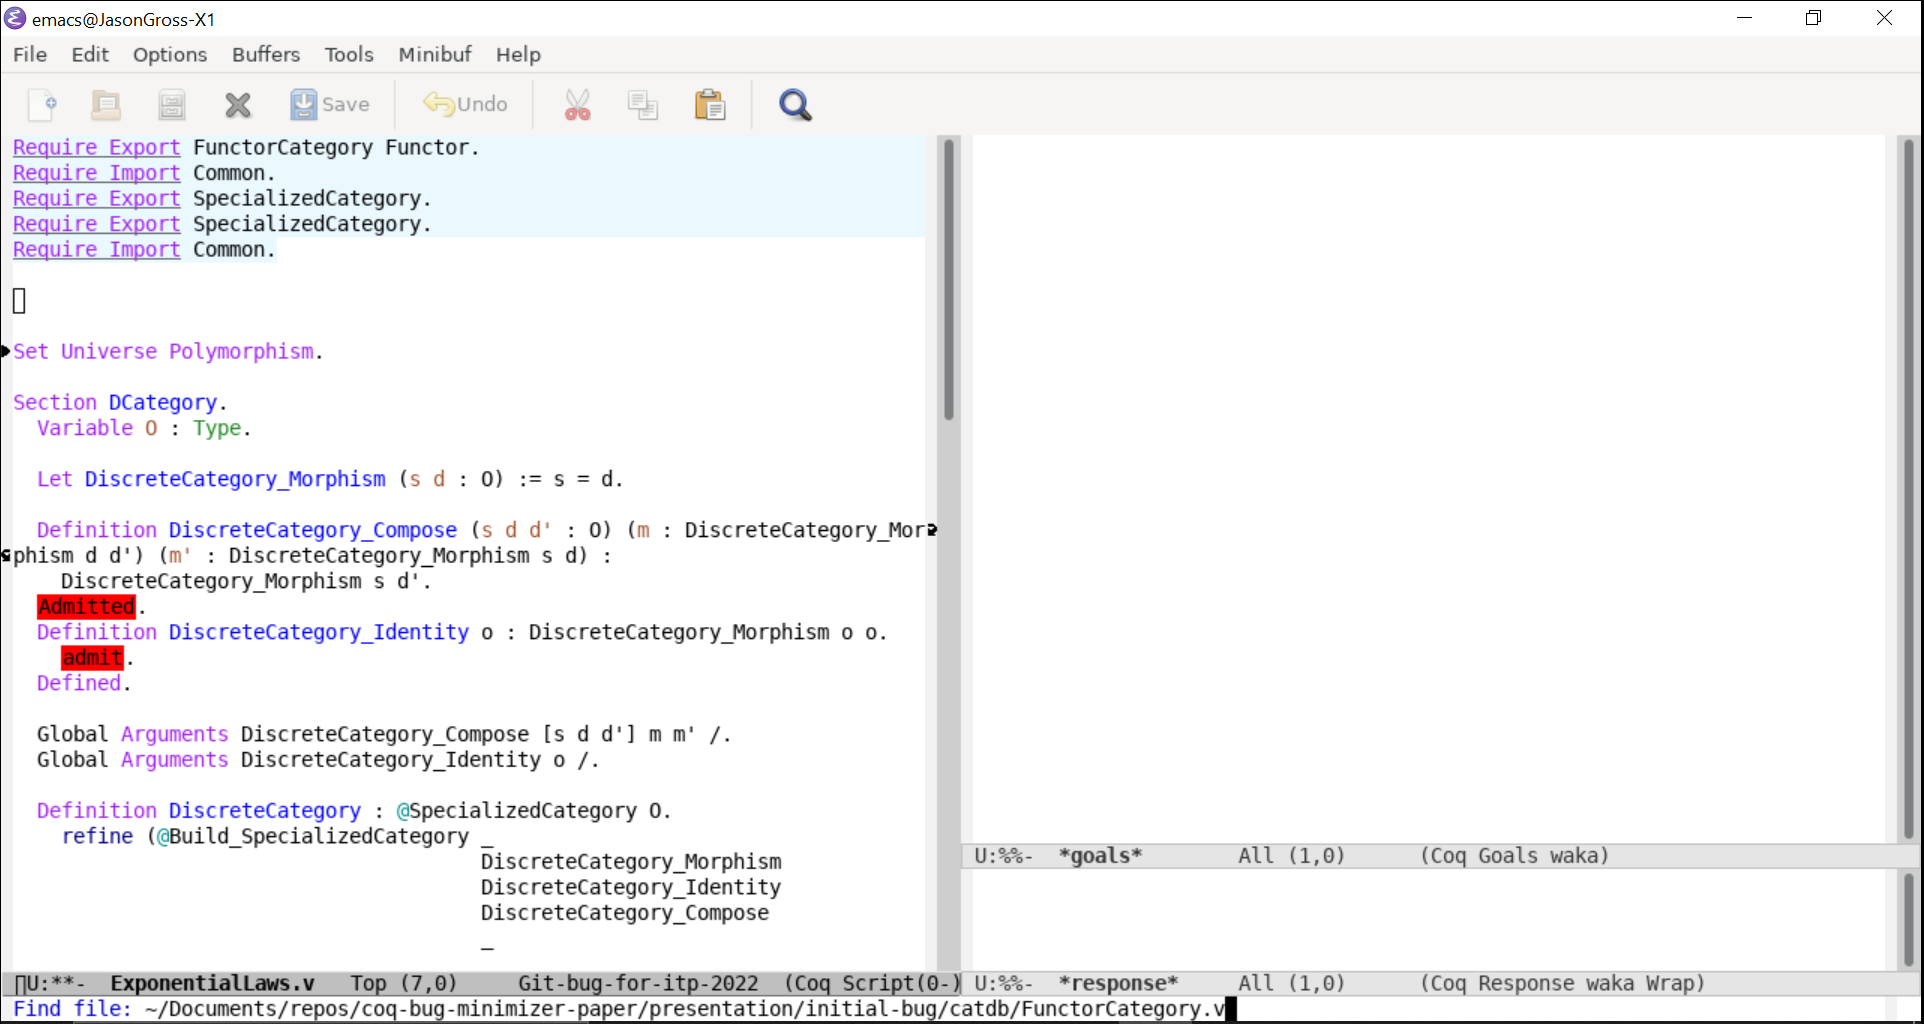 emacs@JasonGross-X1
File Edit Options Buffers Tools Minibuf Help
Save Undo
Require Export FunctorCategory Functor.
Require Import Common.
Require Export SpecializedCategory.
Require Export SpecializedCategory.
Require Import Common.
Set Universe Polymorphism.
Section DCategory.
Variable O : Type.
Let DiscreteCategory_Morphism (s d : O) := s = d.
Definition DiscreteCategory_Compose (s d d' : O) (m : DiscreteCategory_Mor
phism d d') (m' : DiscreteCategory_Morphism s d) :
DiscreteCategory_Morphism s d'.
Admitted.
Definition DiscreteCategory_Identity o : DiscreteCategory_Morphism o o.
admit.
Defined.
Global Arguments DiscreteCategory_Compose [s d d'] m m' /.
Global Arguments DiscreteCategory_Identity o /.
Definition DiscreteCategory : @SpecializedCategory O.
refine (@Build_SpecializedCategory _
DiscreteCategory_Morphism
DiscreteCategory_Identity
DiscreteCategory_Compose
_
U:**- ExponentialLaws.v Top (7,0) Git-bug-for-itp-2022 (Coq Script(0-)
U:%%- *goals* All (1,0) (Coq Goals waka)
U:%%- *response* All (1,0) (Coq Response waka Wrap)
Find file: ~/Documents/repos/coq-bug-minimizer-paper/presentation/initial-bug/catdb/FunctorCategory.v